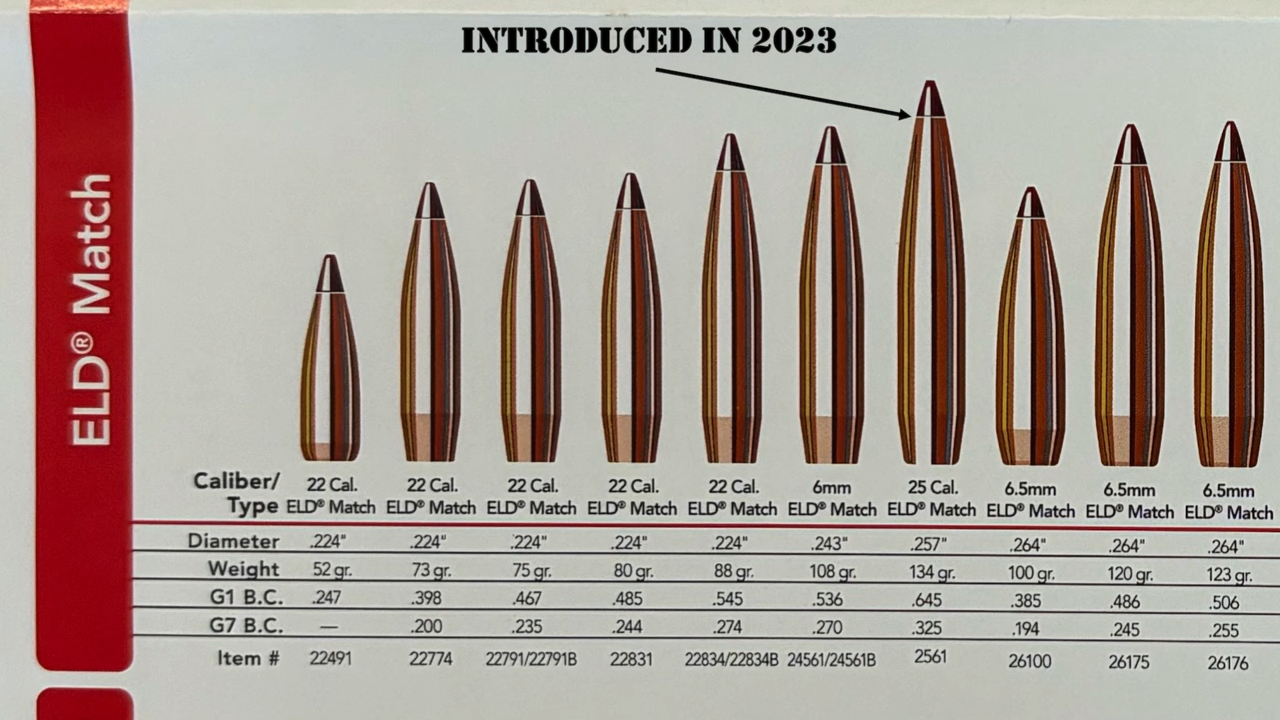 INTRODUCED IN 2023
ELD® Match
Caliber/ 22 Cal. 22 Cal. 22 Cal. 22 Cal. 22 Cal. 6mm 25 Cal. 6.5mm 6.5mm 6.5mm
Type ELD® Match ELD® Match ELD® Match ELD® Match ELD® Match ELD® Match ELD® Match ELD® Match ELD® Match ELD® Match
Diameter .224" .224" .224" .224" .224" .243" .257" .264" .264" .264"
Weight 52 gr. 73 gr. 75 gr. 80 gr. 88 gr. 108 gr. 134 gr. 100 gr. 120 gr. 123 gr.
G1 B.C. .247 .398 .467 .485 .545 .536 .645 .385 .486 .506
G7 B.C. — .200 .235 .244 .274 .270 .325 .194 .245 .255
Item # 22491 22774 22791/22791B 22831 22834/22834B 24561/24561B 2561 26100 26175 26176